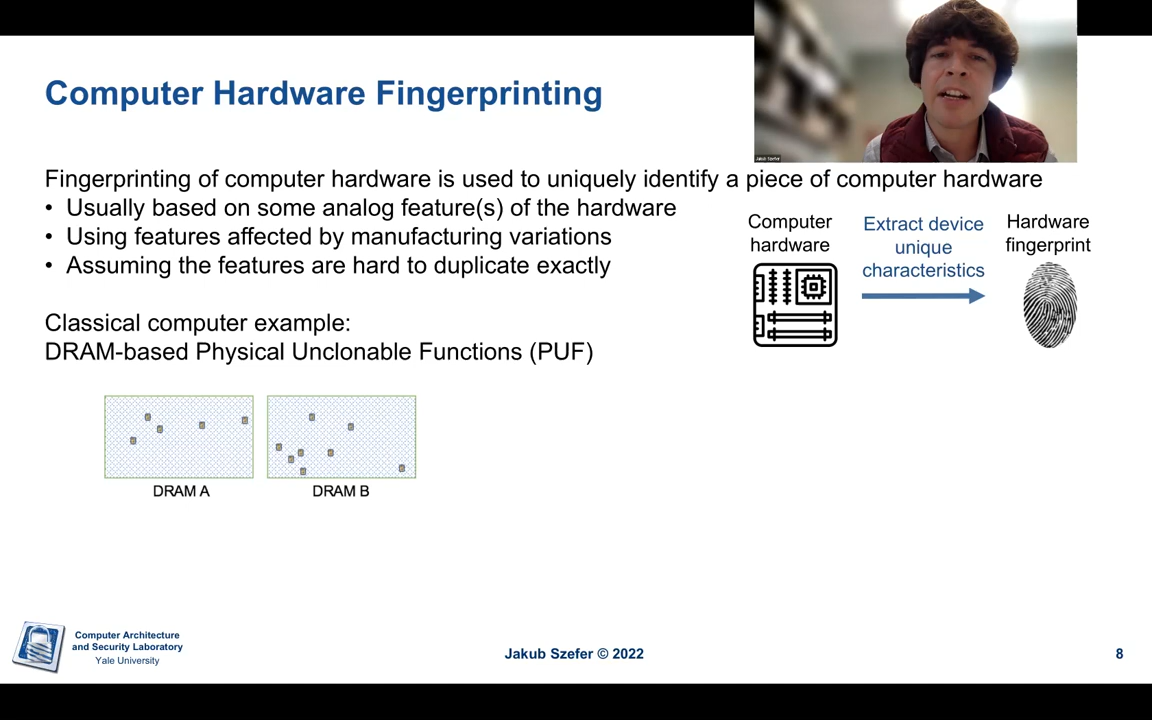 Jakub Szefer
Computer Hardware Fingerprinting
Fingerprinting of computer hardware is used to uniquely identify a piece of computer hardware
• Usually based on some analog feature(s) of the hardware
• Using features affected by manufacturing variations
• Assuming the features are hard to duplicate exactly
Computer
hardware
Extract device
unique
characteristics
Hardware
fingerprint
Classical computer example:
DRAM-based Physical Unclonable Functions (PUF)
DRAM A
DRAM B
Computer Architecture
and Security Laboratory
Yale University
Jakub Szefer © 2022
8